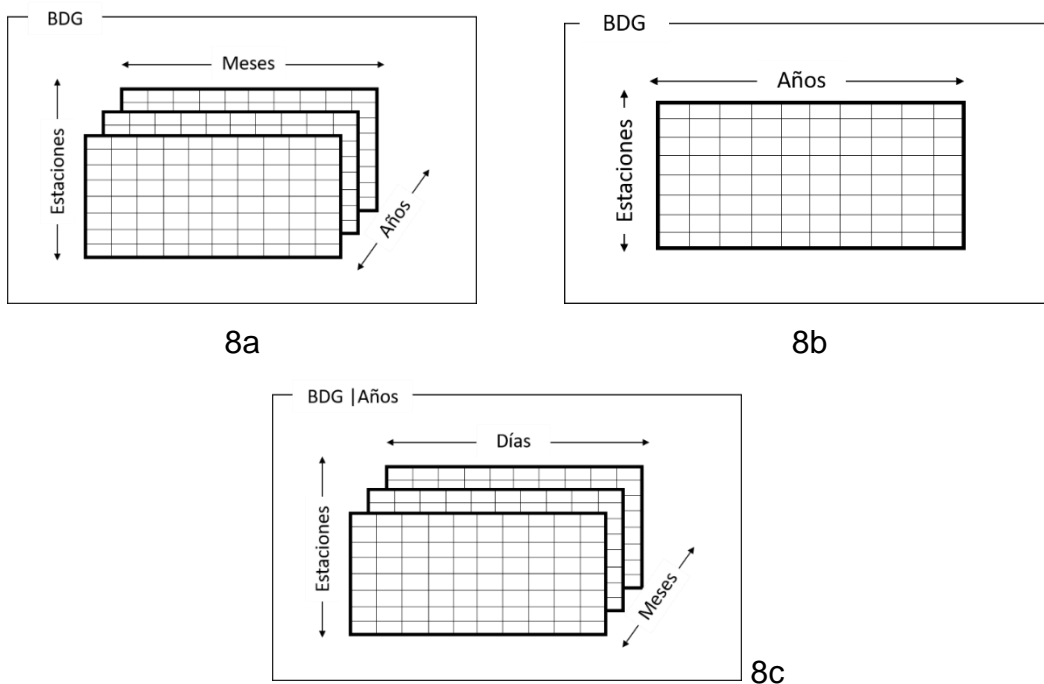 BDG
Meses
Estaciones
Años
8a
BDG
Años
Estaciones
8b
BDG |Años
Días
Estaciones
Meses
8c